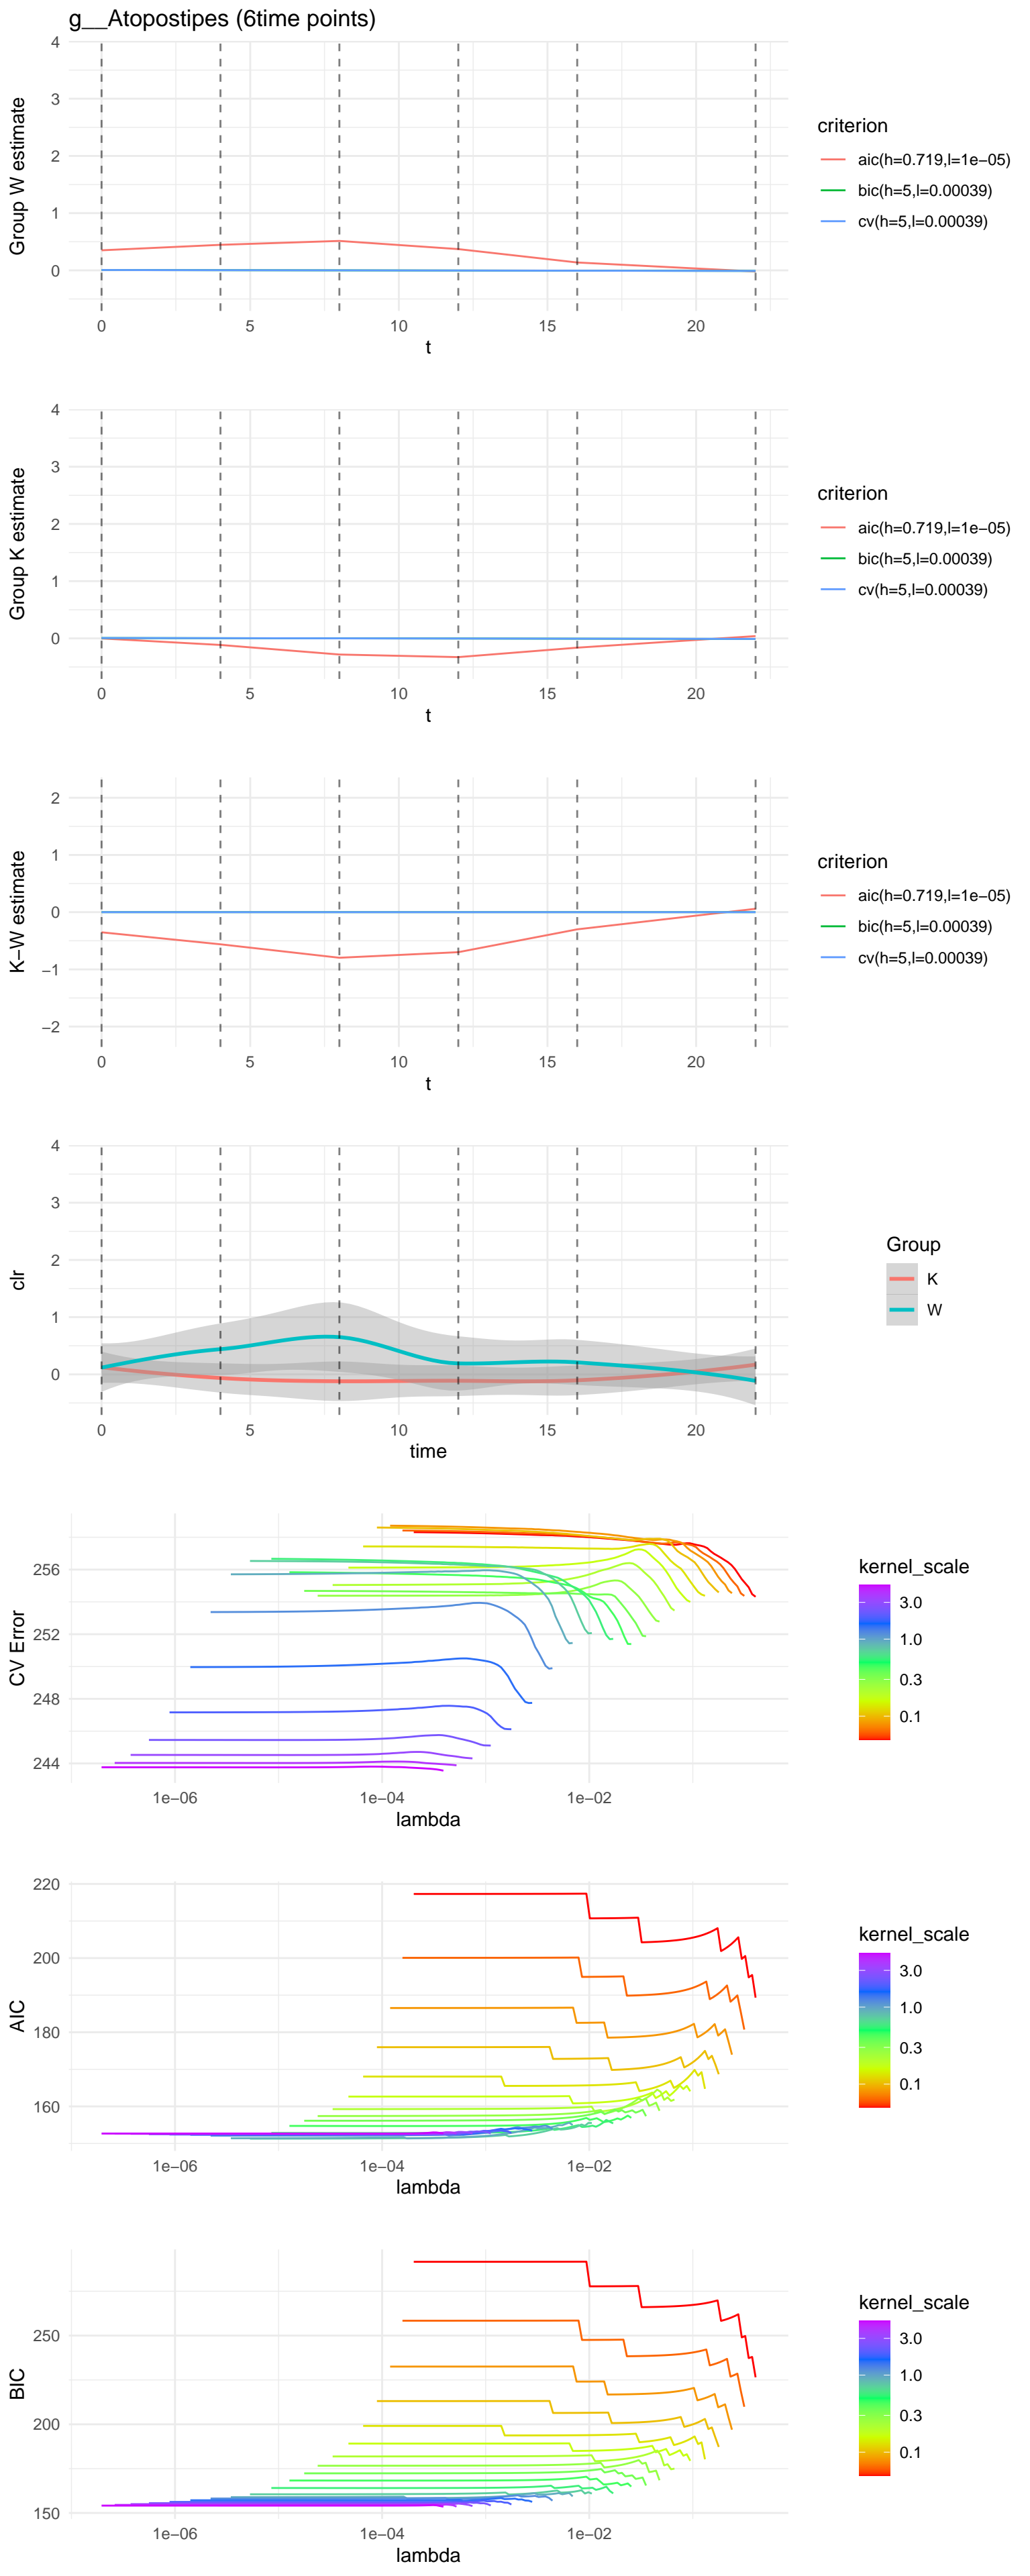 g__Atopostipes (6time points)
4
3
2
1
0
Group W estimate
0 5 10 15 20
t
criterion
aic(h=0.719,l=1e−05)
bic(h=5,l=0.00039)
cv(h=5,l=0.00039)
4
3
2
1
0
Group K estimate
0 5 10 15 20
t
criterion
aic(h=0.719,l=1e−05)
bic(h=5,l=0.00039)
cv(h=5,l=0.00039)
2
1
0
−1
−2
K−W estimate
0 5 10 15 20
t
criterion
aic(h=0.719,l=1e−05)
bic(h=5,l=0.00039)
cv(h=5,l=0.00039)
4
3
2
1
0
clr
0 5 10 15 20
time
Group
K
W
256
252
248
244
CV Error
1e−06 1e−04 1e−02
lambda
kernel_scale
3.0
1.0
0.3
0.1
220
200
180
160
AIC
1e−06 1e−04 1e−02
lambda
kernel_scale
3.0
1.0
0.3
0.1
250
200
150
BIC
1e−06 1e−04 1e−02
lambda
kernel_scale
3.0
1.0
0.3
0.1